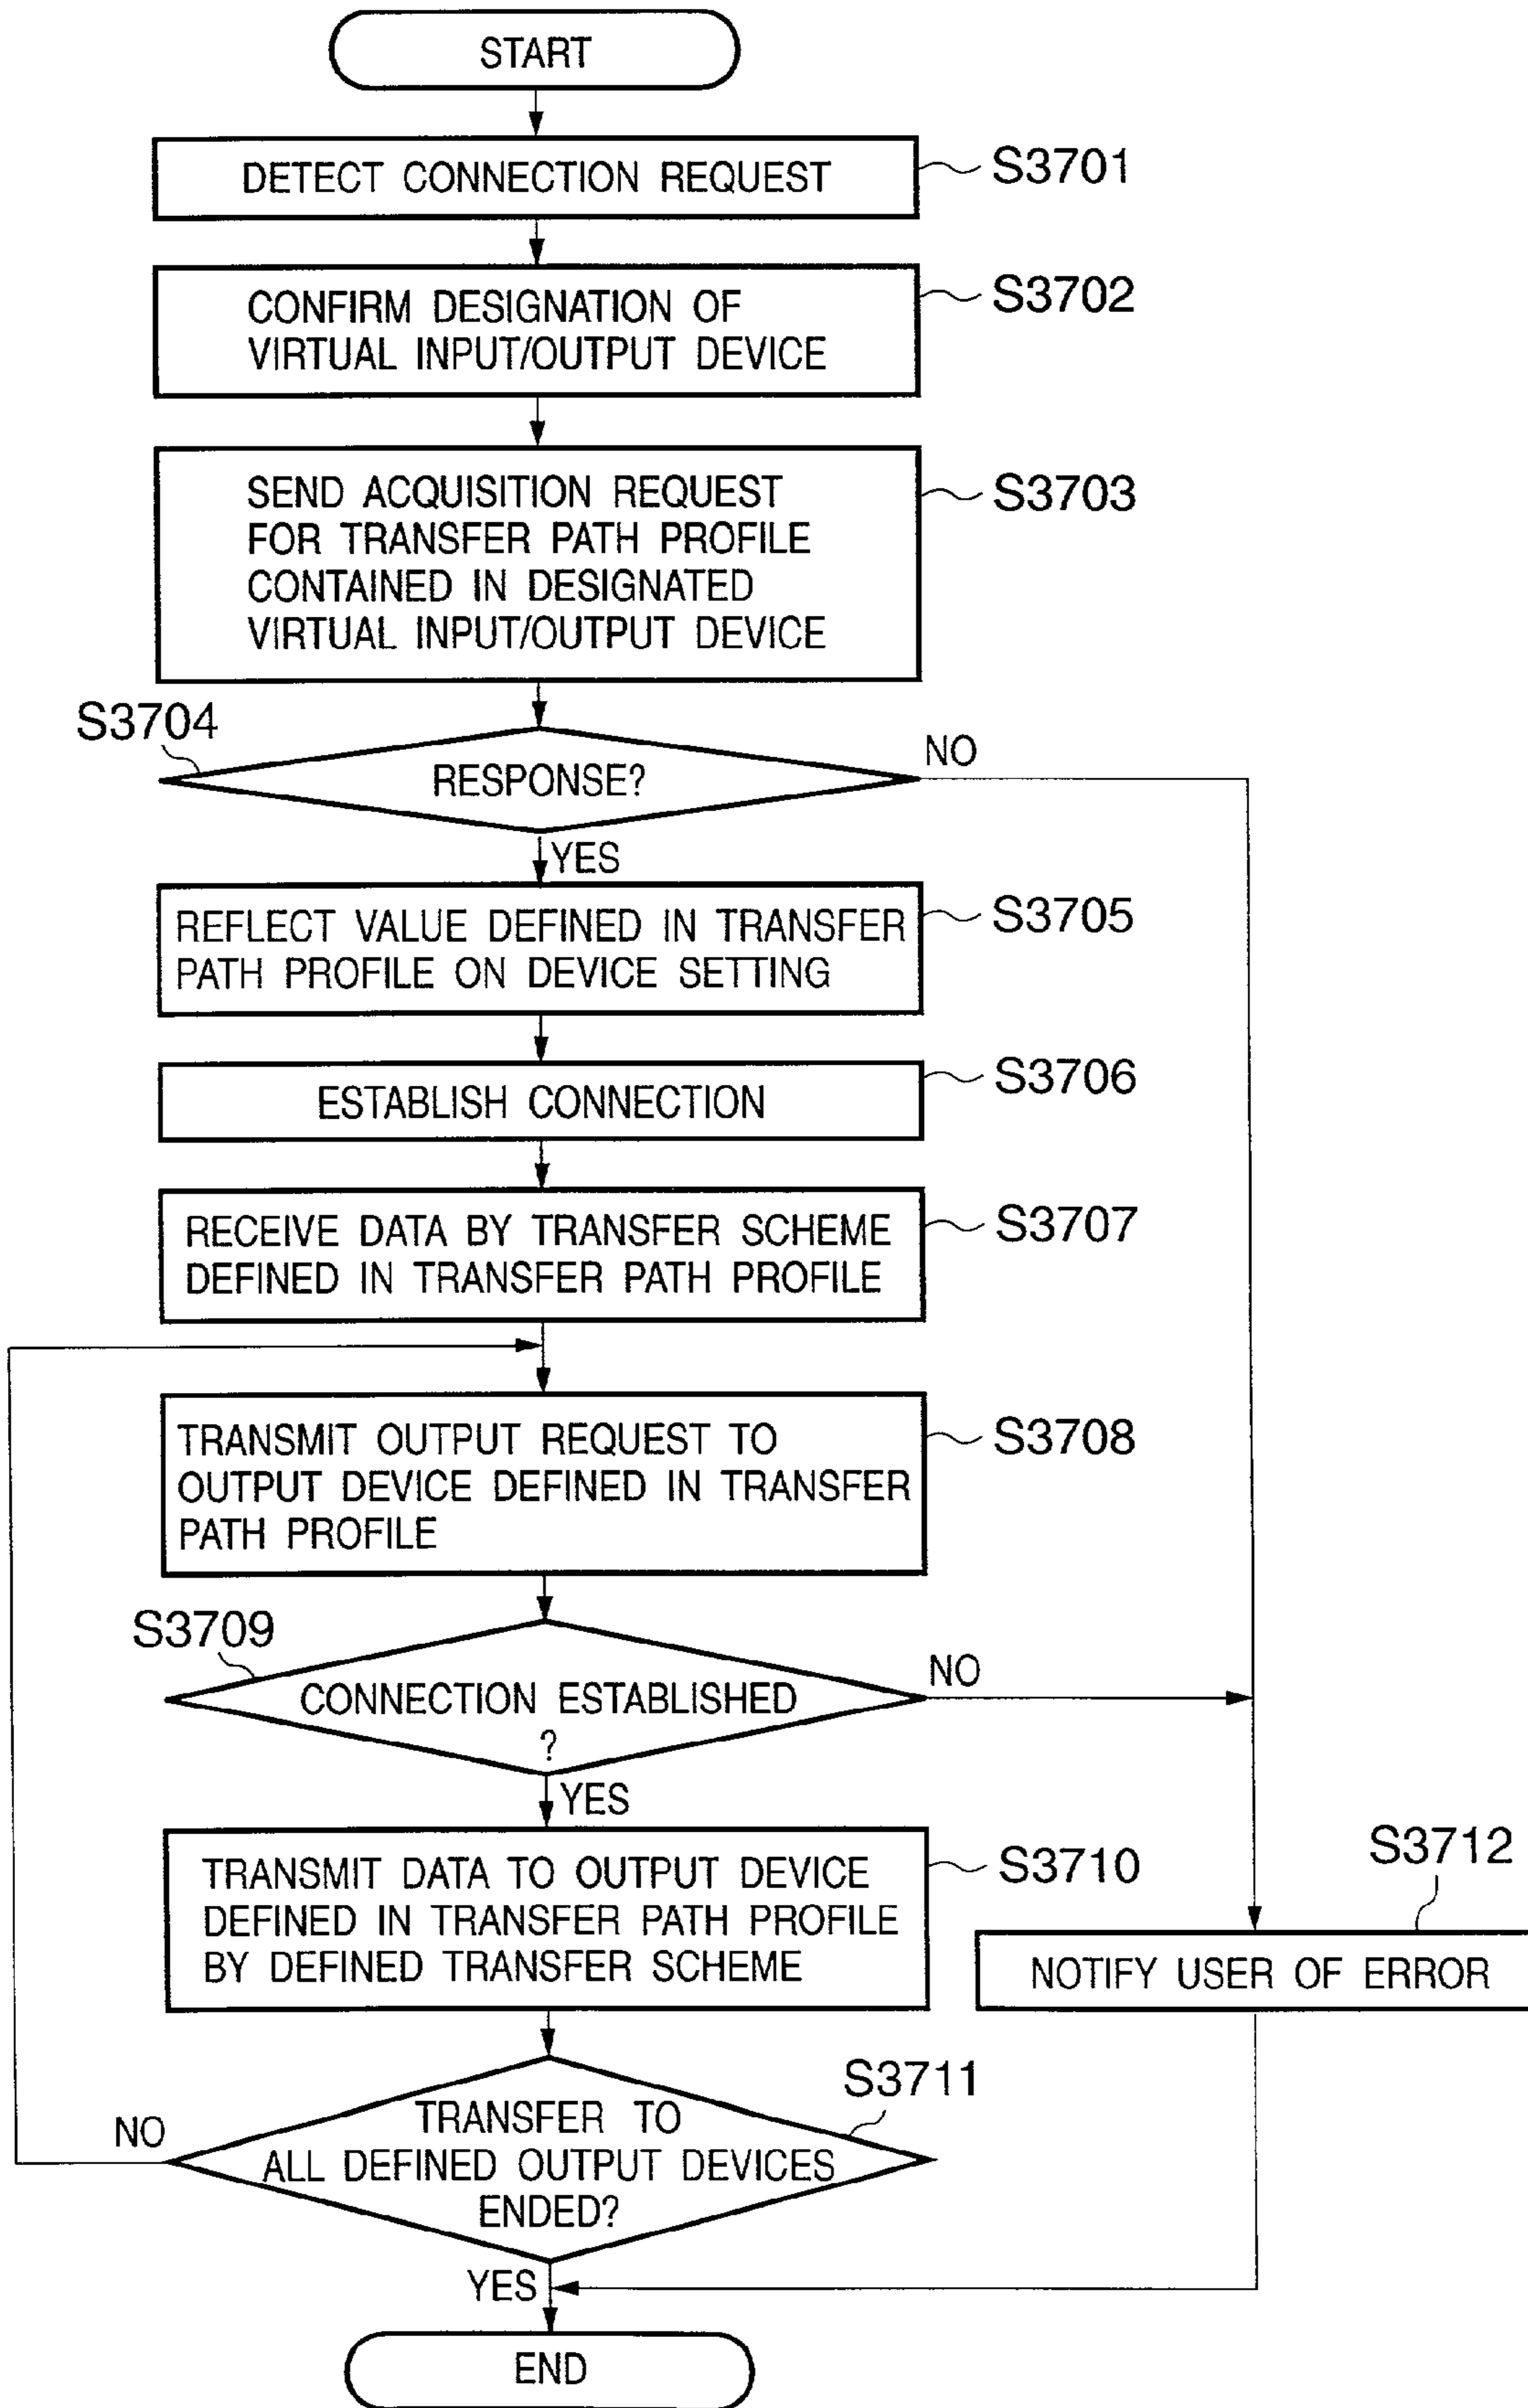 START
DETECT CONNECTION REQUEST
S3701
CONFIRM DESIGNATION OF
VIRTUAL INPUT/OUTPUT DEVICE
S3702
SEND ACQUISITION REQUEST
FOR TRANSFER PATH PROFILE
CONTAINED IN DESIGNATED
VIRTUAL INPUT/OUTPUT DEVICE
S3703
S3704
RESPONSE?
NO
YES
REFLECT VALUE DEFINED IN TRANSFER
PATH PROFILE ON DEVICE SETTING
S3705
ESTABLISH CONNECTION
S3706
RECEIVE DATA BY TRANSFER SCHEME
DEFINED IN TRANSFER PATH PROFILE
S3707
TRANSMIT OUTPUT REQUEST TO
OUTPUT DEVICE DEFINED IN TRANSFER
PATH PROFILE
S3708
S3709
CONNECTION ESTABLISHED
?
NO
YES
TRANSMIT DATA TO OUTPUT DEVICE
DEFINED IN TRANSFER PATH PROFILE
BY DEFINED TRANSFER SCHEME
S3710
S3712
NOTIFY USER OF ERROR
S3711
TRANSFER TO
ALL DEFINED OUTPUT DEVICES
ENDED?
NO
YES
END